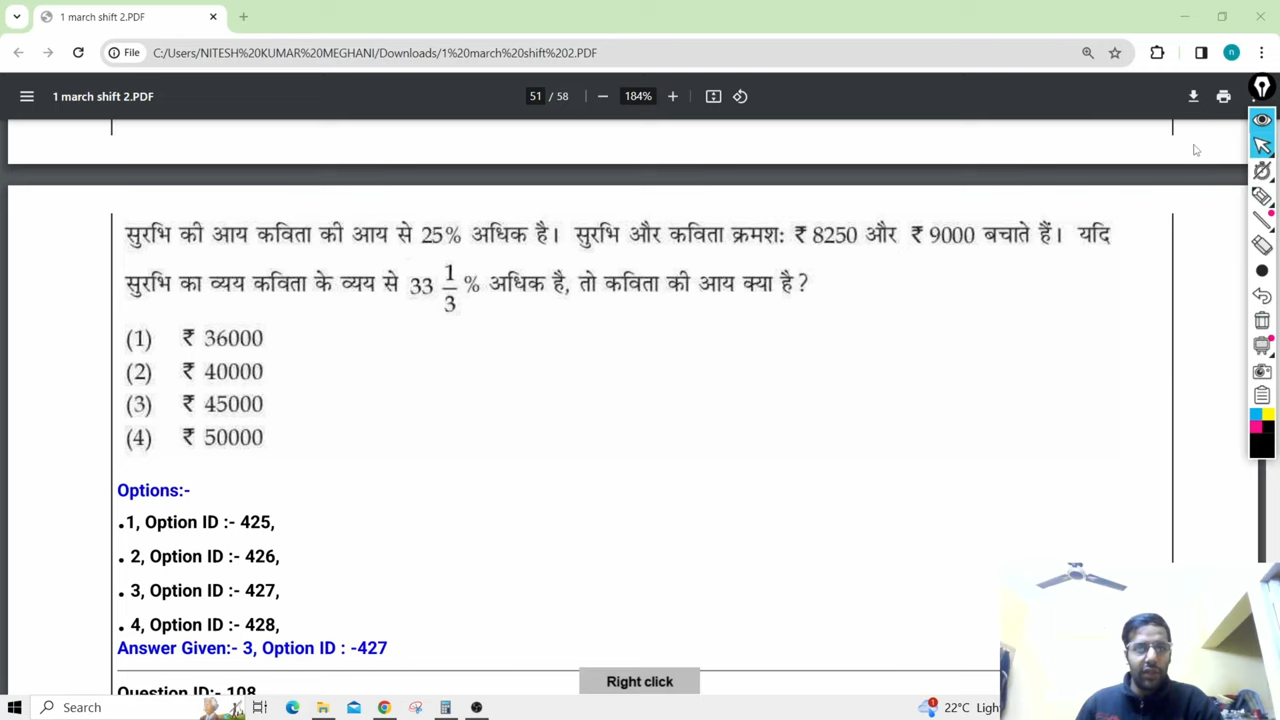 1 march shift 2.PDF
File
C:/Users/NITESH%20KUMAR%20MEGHANI/Downloads/1%20march%20shift%202.PDF
n
1 march shift 2.PDF
51 / 58
184%
सुरभि की आय कविता की आय से 25% अधिक है। सुरभि और कविता क्रमश: ₹ 8250 और ₹ 9000 बचाते हैं। यदि
सुरभि का व्यय कविता के व्यय से 33 1/3 % अधिक है, तो कविता की आय क्या है ?
(1) ₹ 36000
(2) ₹ 40000
(3) ₹ 45000
(4) ₹ 50000
Options:-
1, Option ID :- 425,
2, Option ID :- 426,
3, Option ID :- 427,
4, Option ID :- 428,
Answer Given:- 3, Option ID : -427
Question ID:- 108
Right click
Search
22°C